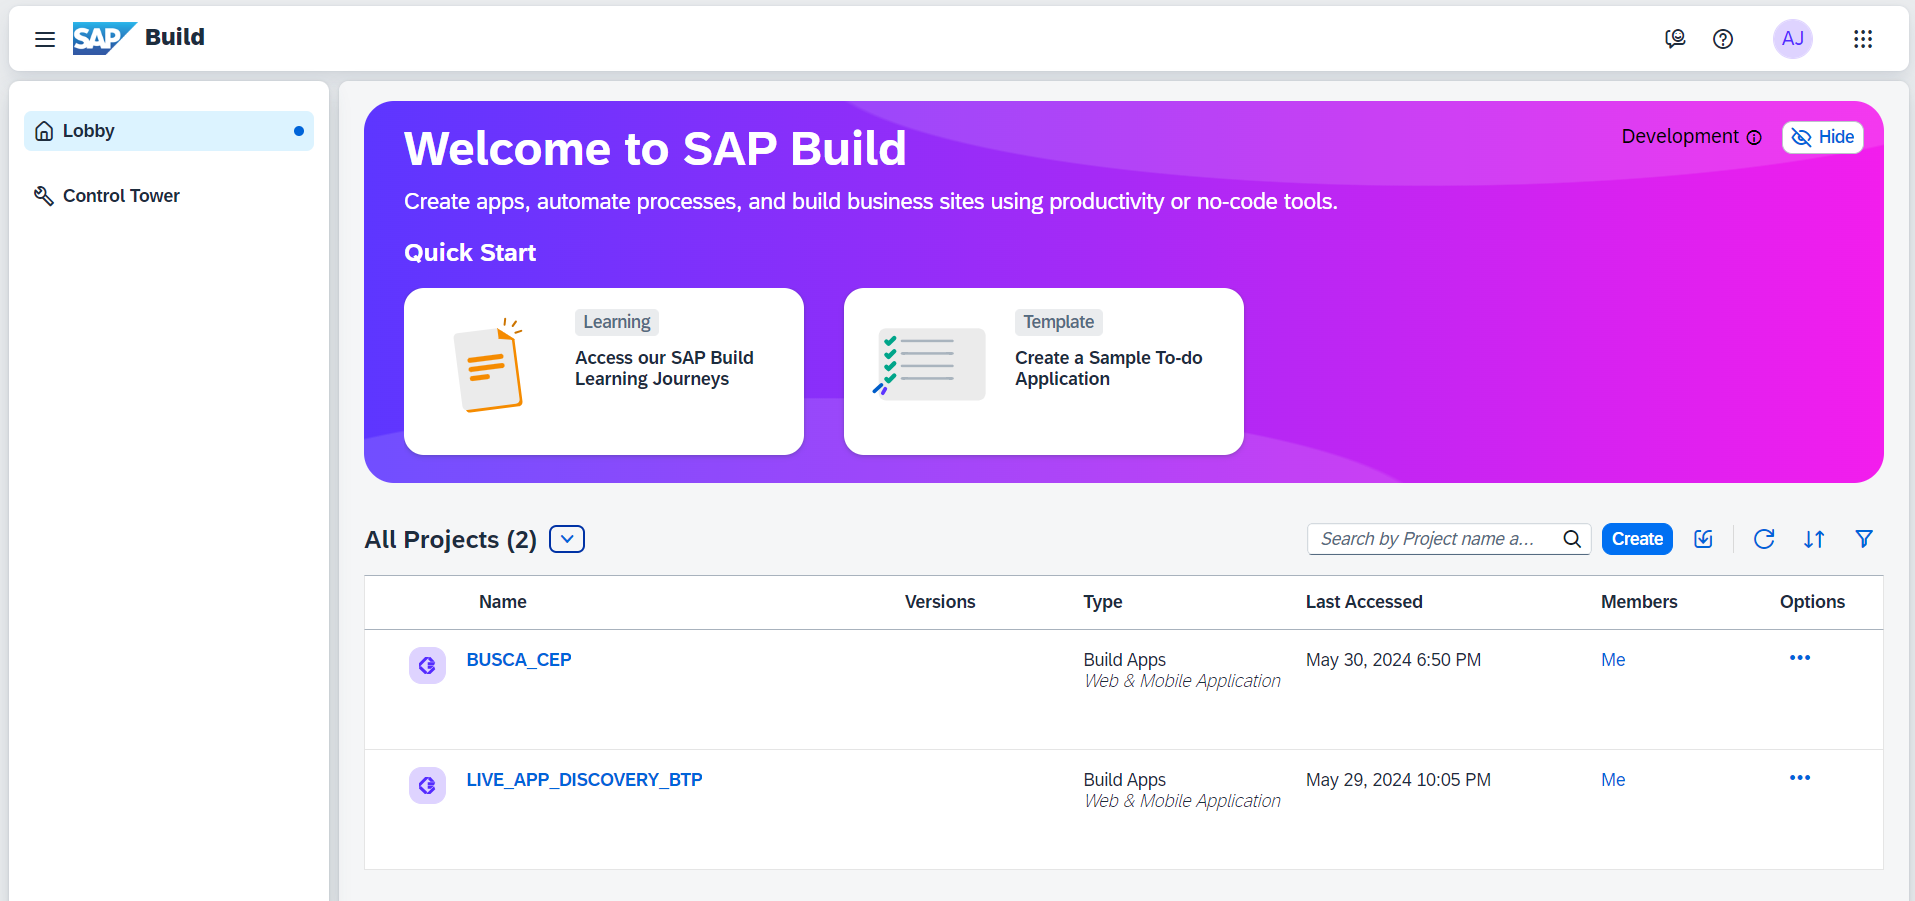 SAP Build
AJ
Lobby
Control Tower
Welcome to SAP Build
Development
Hide
Create apps, automate processes, and build business sites using productivity or no-code tools.
Quick Start
Learning
Access our SAP Build
Learning Journeys
Template
Create a Sample To-do
Application
All Projects (2)
Search by Project name a...
Create
Name Versions Type Last Accessed Members Options
BUSCA_CEP Build Apps May 30, 2024 6:50 PM Me
Web & Mobile Application
LIVE_APP_DISCOVERY_BTP Build Apps May 29, 2024 10:05 PM Me
Web & Mobile Application